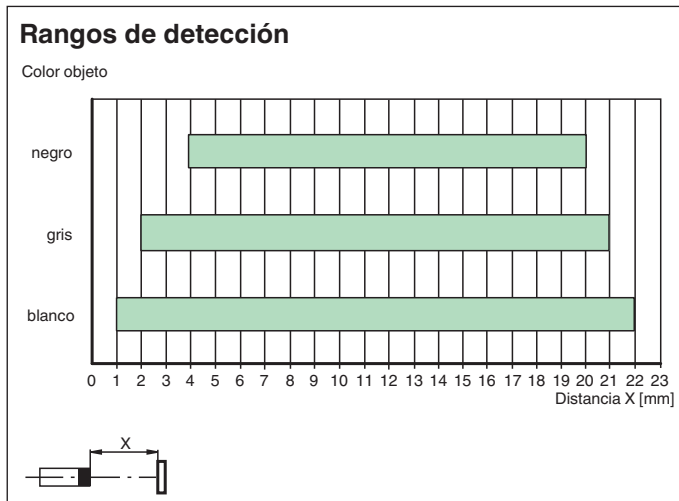 Rangos de detección
Color objeto
negro
gris
blanco
0 1 2 3 4 5 6 7 8 9 10 11 12 13 14 15 16 17 18 19 20 21 22 23
Distancia X [mm]
X